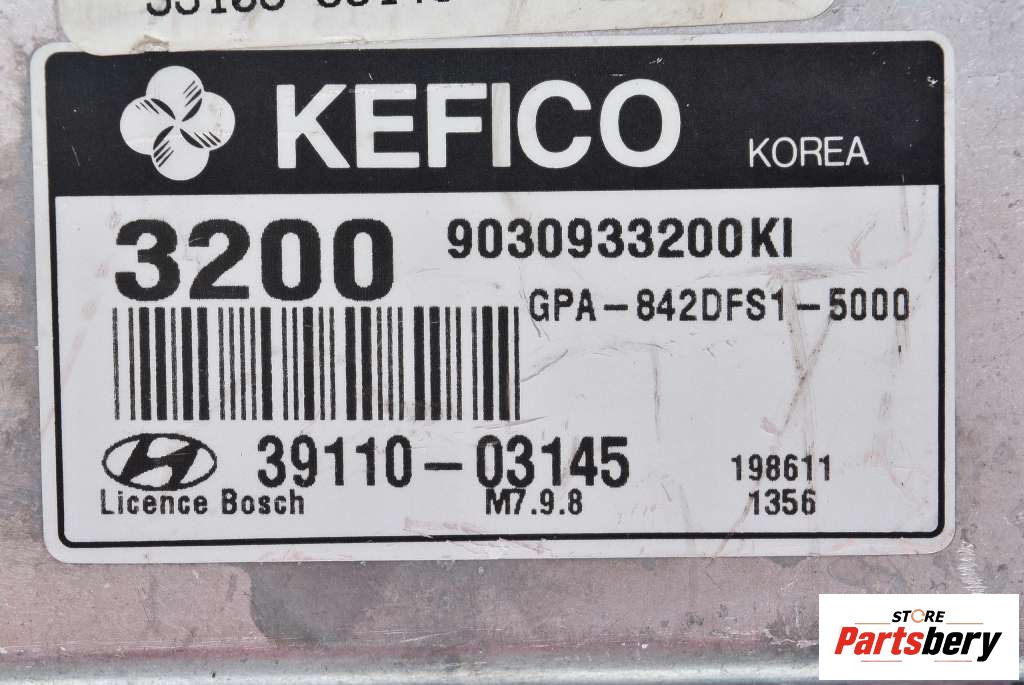 KEFICO
KOREA
3200
9030933200KI
GPA-842DFS1-5000
39110-03145
198611
Licence Bosch
M7.9.8
1356
STORE
Partsbery